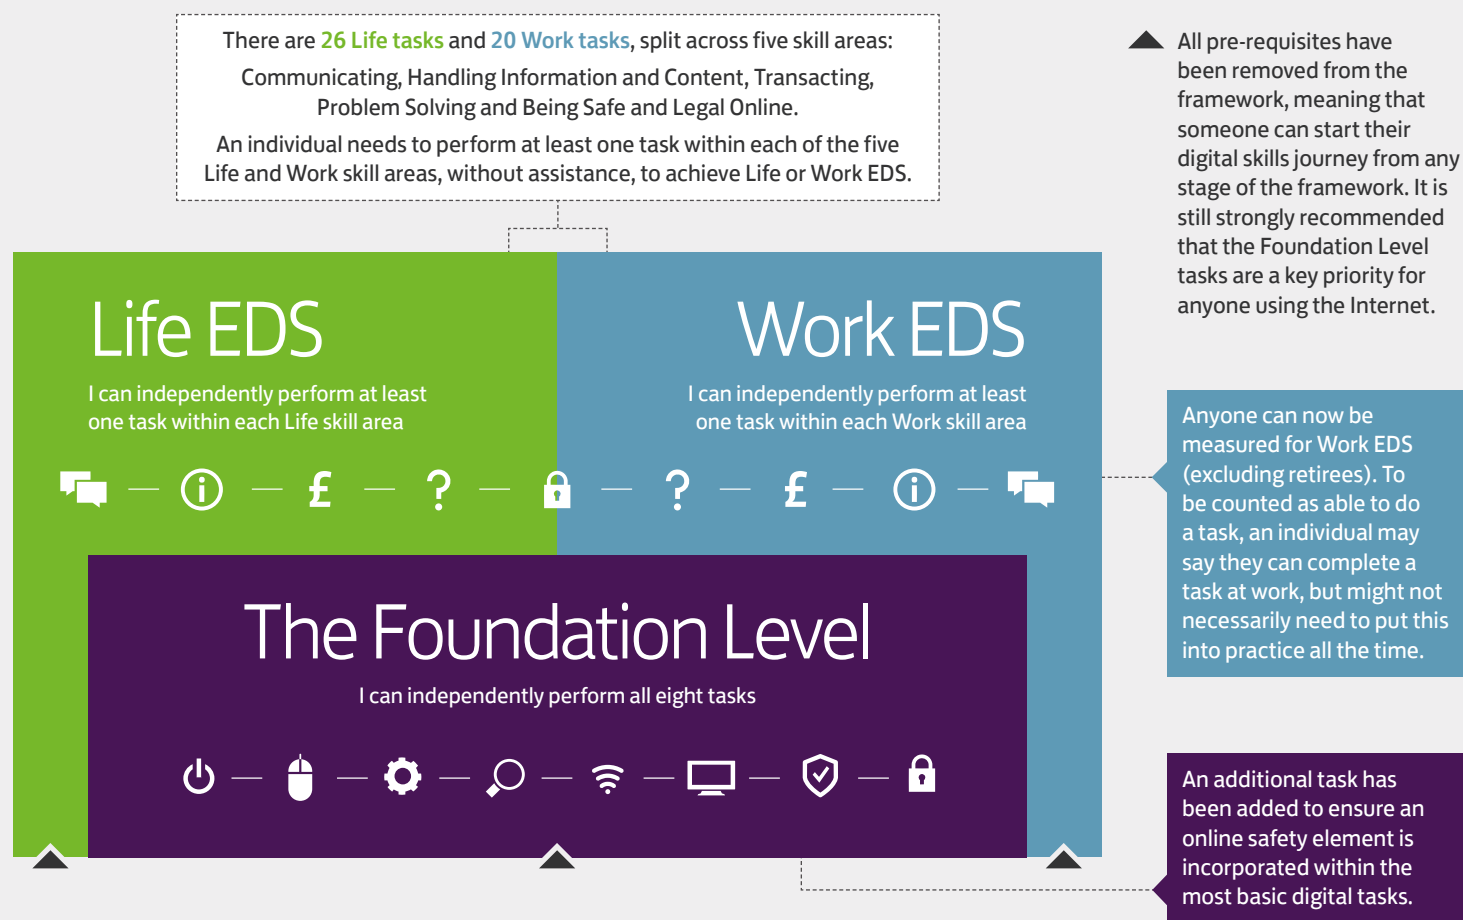 There are 26 Life tasks and 20 Work tasks, split across five skill areas:
Communicating, Handling Information and Content, Transacting,
Problem Solving and Being Safe and Legal Online.
An individual needs to perform at least one task within each of the five
Life and Work skill areas, without assistance, to achieve Life or Work EDS.
All pre-requisites have
been removed from the
framework, meaning that
someone can start their
digital skills journey from any
stage of the framework. It is
still strongly recommended
that the Foundation Level
tasks are a key priority for
anyone using the Internet.
Life EDS
I can independently perform at least
one task within each Life skill area
Work EDS
I can independently perform at least
one task within each Work skill area
£
?
?
£
Anyone can now be
measured for Work EDS
(excluding retirees). To
be counted as able to do
a task, an individual may
say they can complete a
task at work, but might not
necessarily need to put this
into practice all the time.
The Foundation Level
I can independently perform all eight tasks
An additional task has
been added to ensure an
online safety element is
incorporated within the
most basic digital tasks.